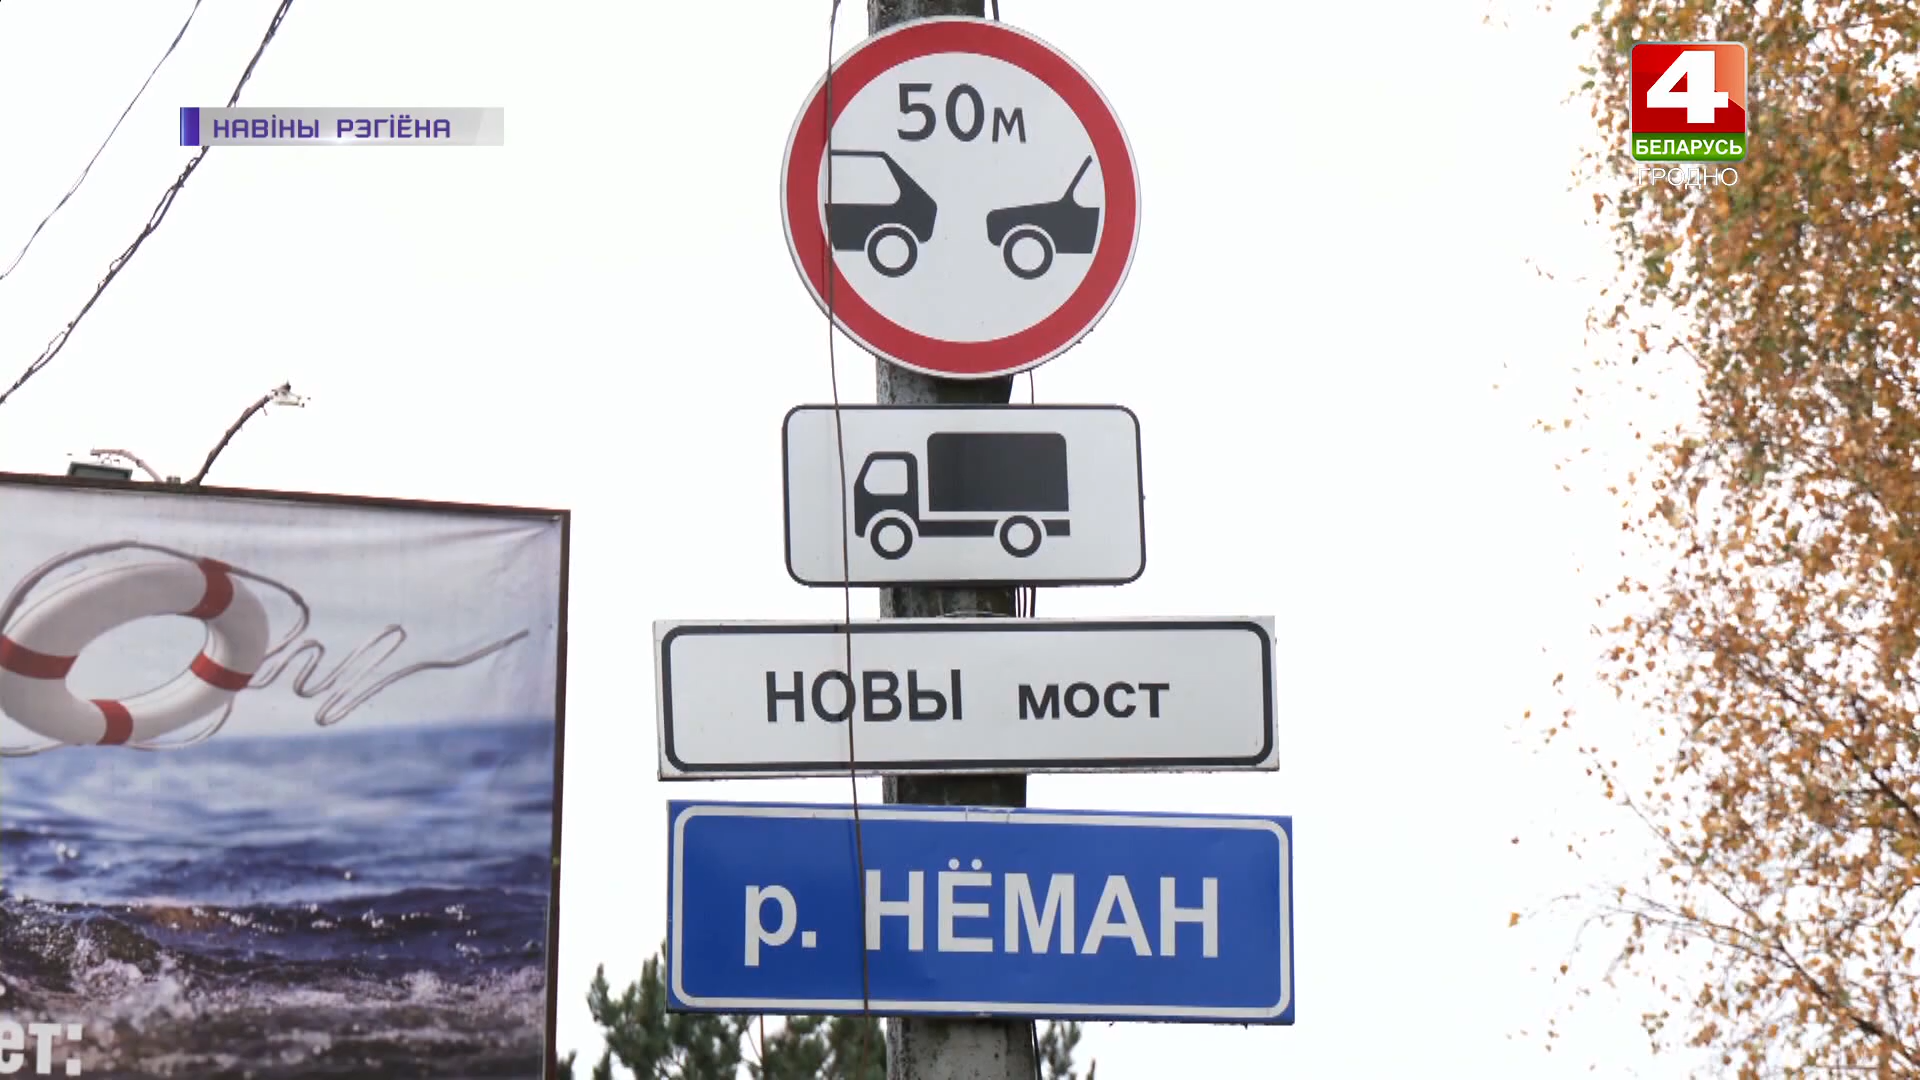 НАВІНЫ РЭГІЁНА
4
БЕЛАРУСЬ
ГРОДНО
50м
НОВЫ мост
р. НЁМАН
ет: